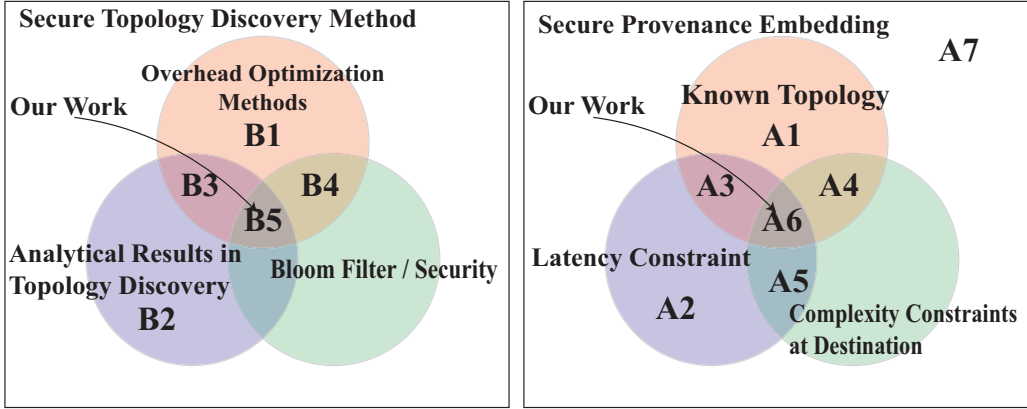 Secure Topology Discovery Method
Overhead Optimization
Methods
Our Work
B1
B3
B4
B5
Analytical Results in
Topology Discovery
Bloom Filter / Security
B2
Secure Provenance Embedding
A7
Our Work
Known Topology
A1
A3
A4
A6
Latency Constraint
A5
A2
Complexity Constraints
at Destination